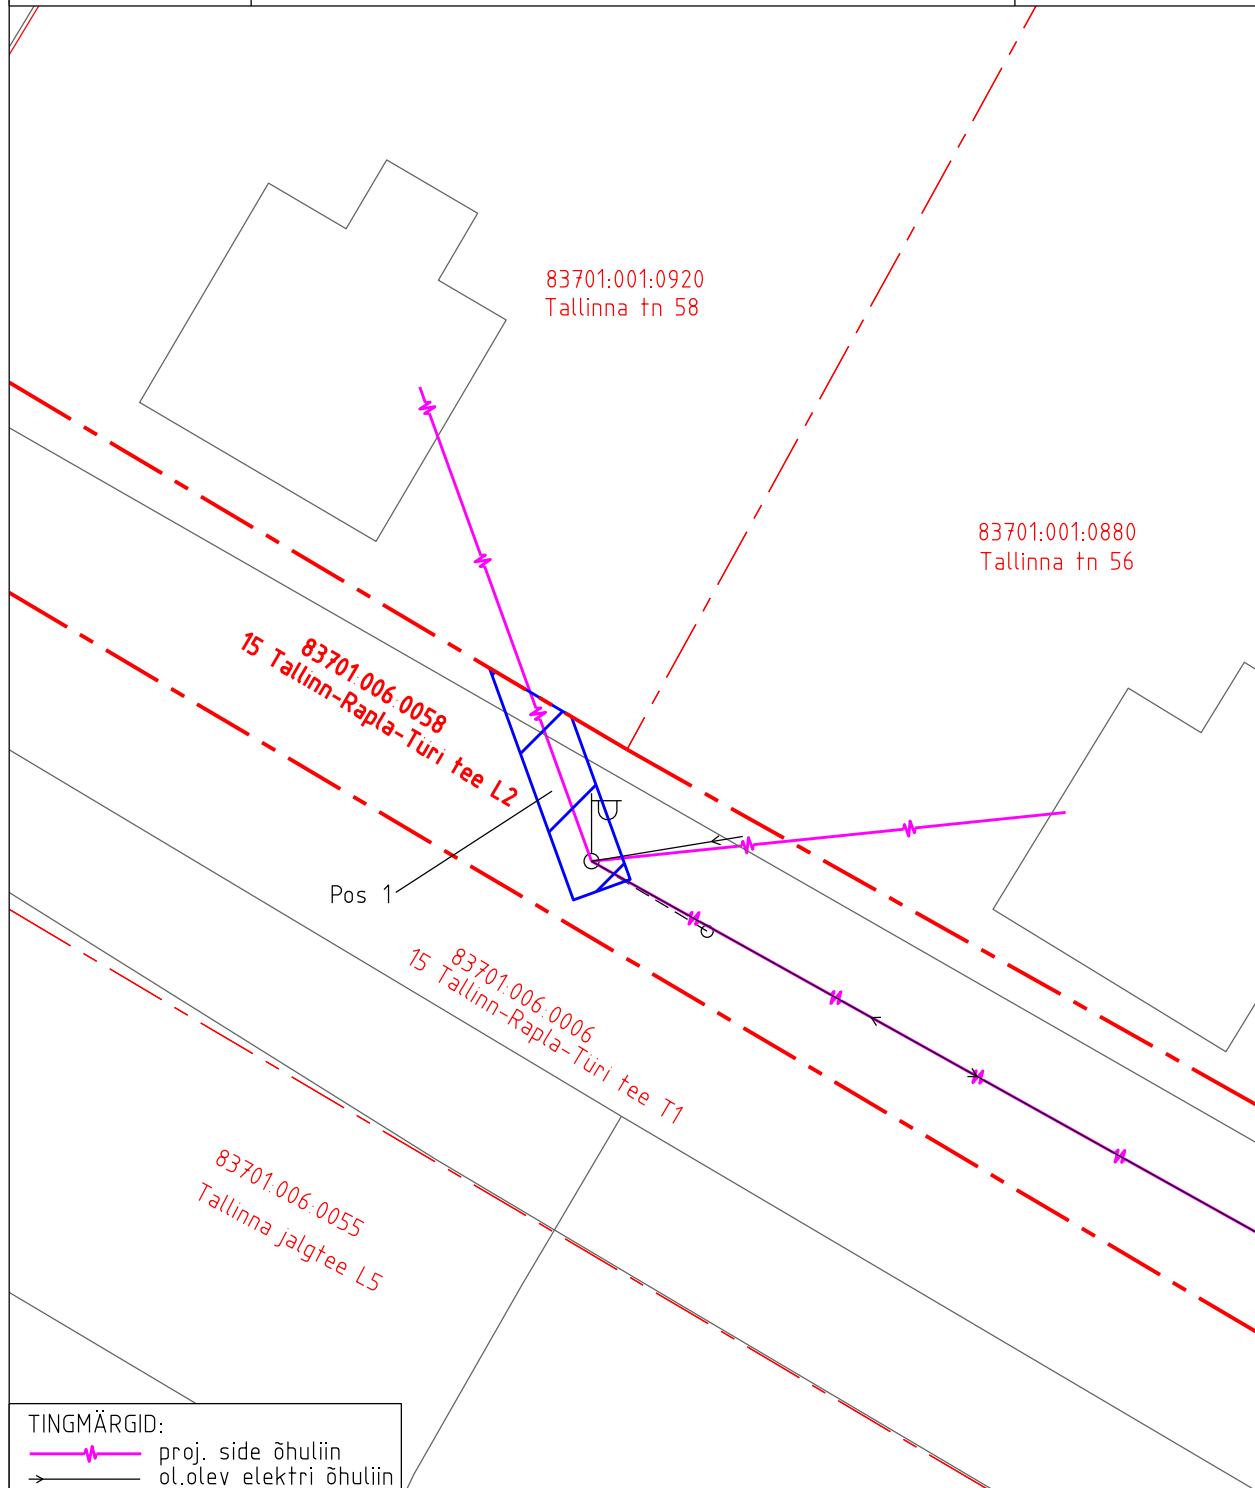 83701:001:0920
Tallinna tn 58
83701:001:0880
Tallinna tn 56
83701:006:0058
15 Tallinn-Rapla-Türi tee L2
Pos 1
83701:006:0006
15 Tallinn-Rapla-Türi tee T1
83701:006:0055
Tallinna jalgtee L5
TINGMÄRGID:
proj. side õhuliin
ol.olev elektri õhuliin